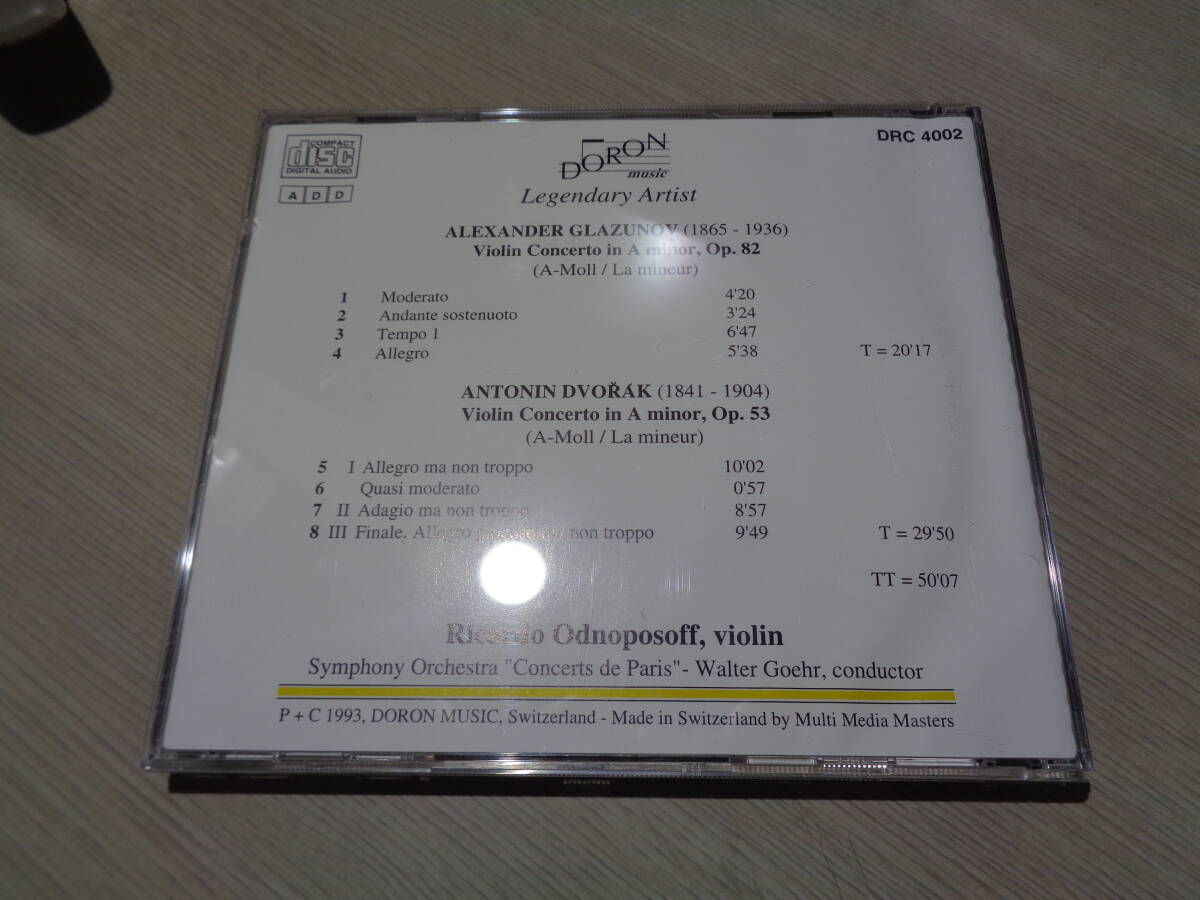 COMPACT
disc
DIGITAL AUDIO
A D D
DORON
music
Legendary Artist
DRC 4002
ALEXANDER GLAZUNOV (1865 - 1936)
Violin Concerto in A minor, Op. 82
(A-Moll / La mineur)
1 Moderato 4'20
2 Andante sostenuoto 3'24
3 Tempo 1 6'47
4 Allegro 5'38 T = 20'17
ANTONIN DVOŘÁK (1841 - 1904)
Violin Concerto in A minor, Op. 53
(A-Moll / La mineur)
5 I Allegro ma non troppo 10'02
6 Quasi moderato 0'57
7 II Adagio ma non troppo 8'57
8 III Finale. Allegro ma non troppo 9'49 T = 29'50
TT = 50'07
Ricardo Odnoposoff, violin
Symphony Orchestra "Concerts de Paris"- Walter Goehr, conductor
P + C 1993, DORON MUSIC, Switzerland - Made in Switzerland by Multi Media Masters